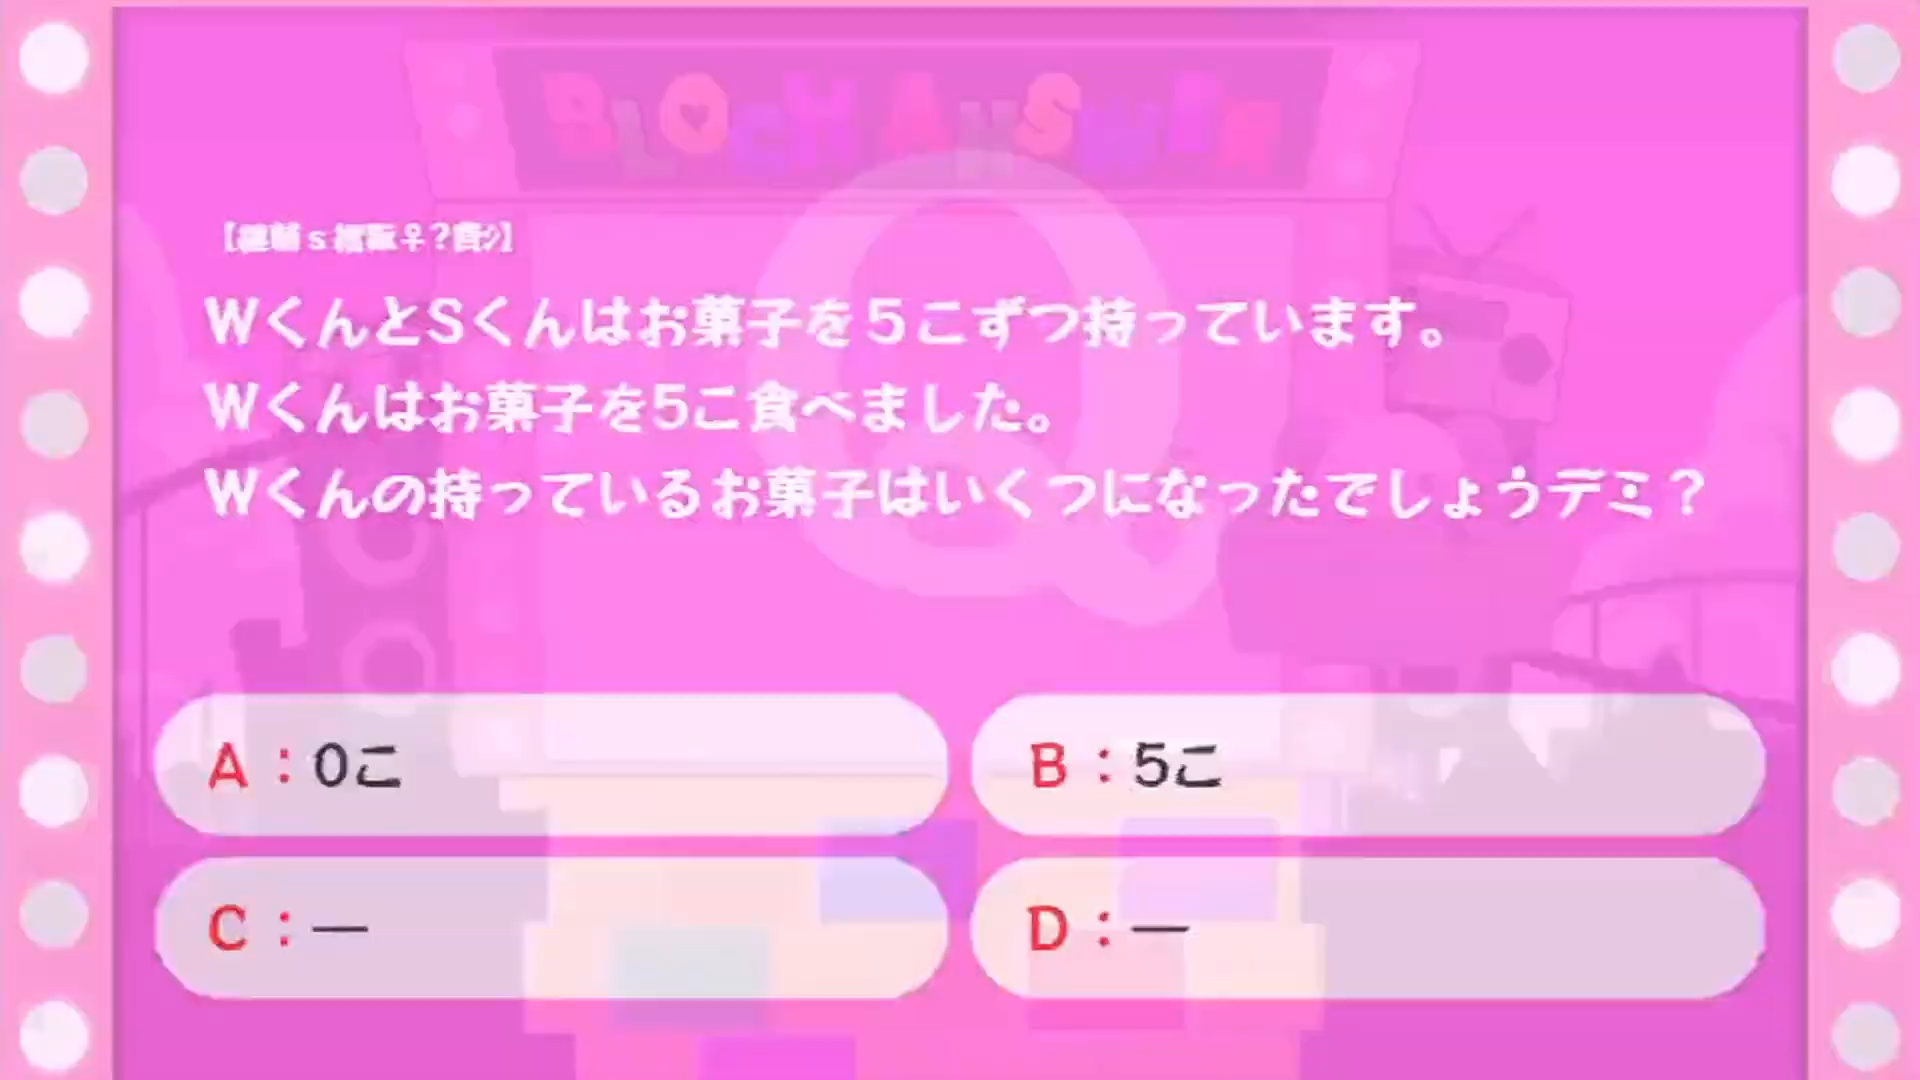 BLOCK ANSWER
WくんとSくんはお菓子を５こずつ持っています。
Wくんはお菓子を5こ食べました。
Wくんの持っているお菓子はいくつになったでしょうデミ？
A：0こ
B：5こ
C：—
D：—